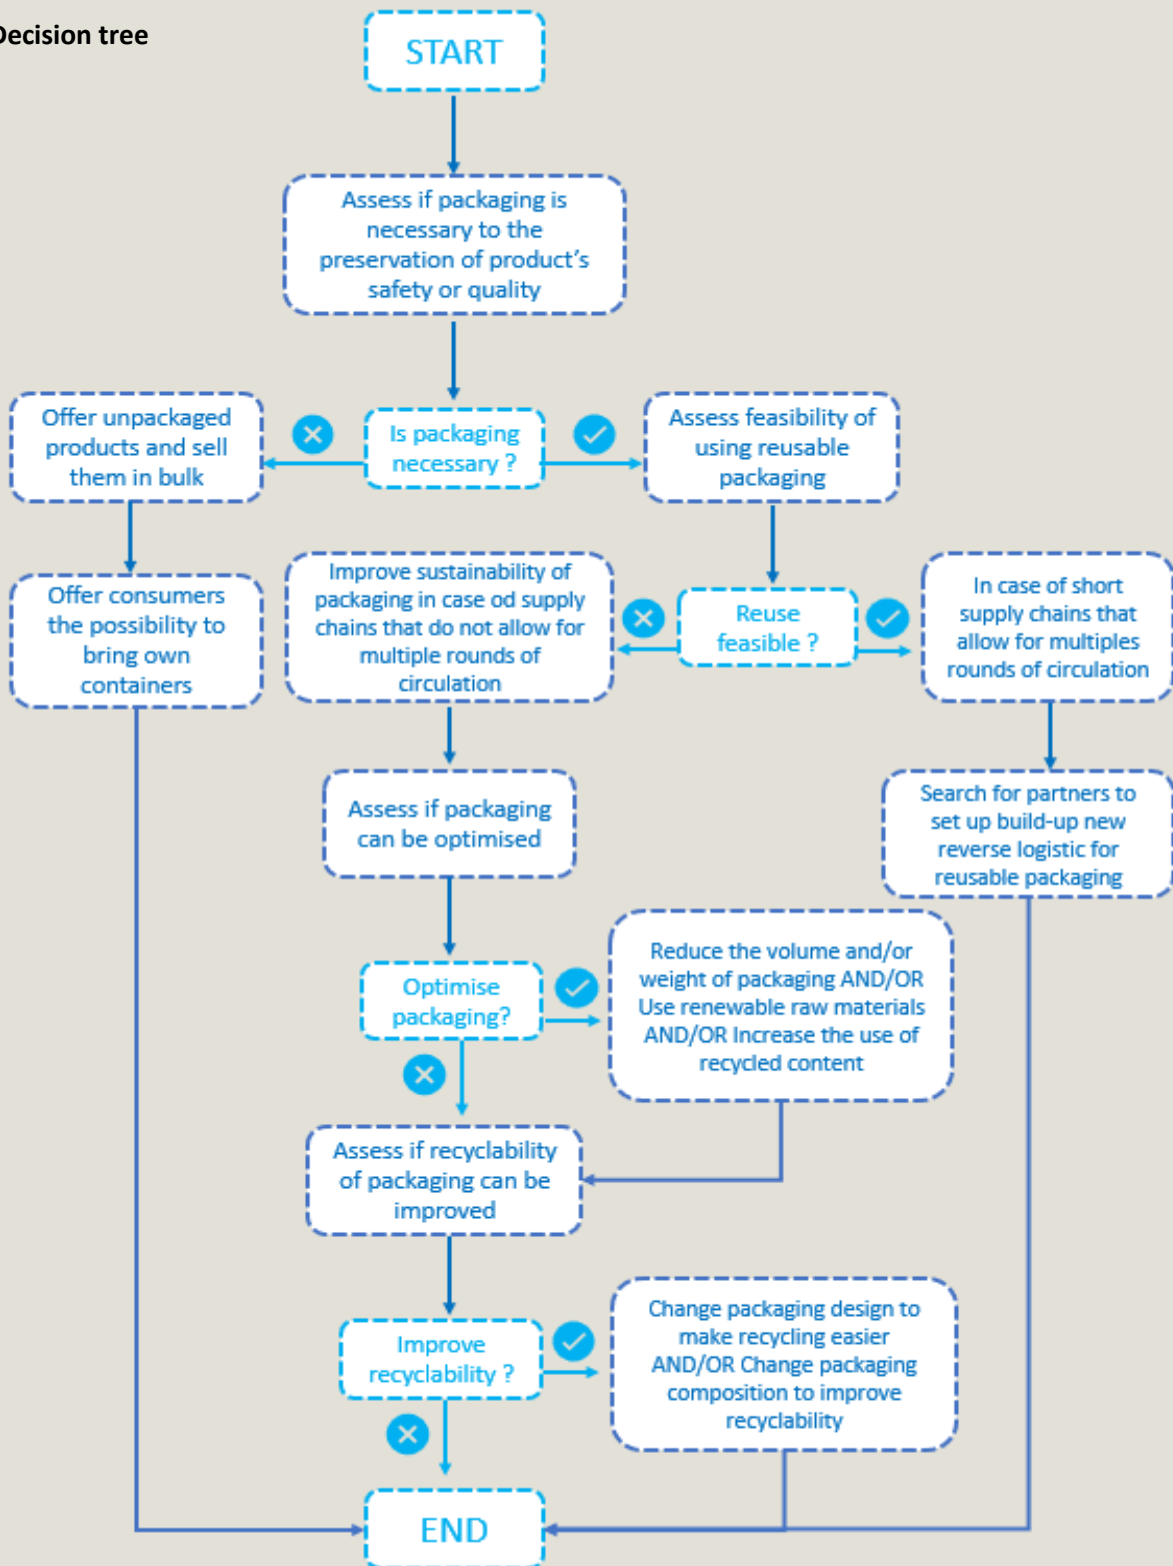 Decision tree
START
Assess if packaging is
necessary to the
preservation of product's
safety or quality
Offer unpackaged
products and sell
them in bulk
Is packaging
necessary ?
Assess feasibility of
using reusable
packaging
Offer consumers
the possibility to
bring own
containers
Improve sustainability of
packaging in case od supply
chains that do not allow for
multiple rounds of
circulation
Reuse
feasible ?
In case of short
supply chains that
allow for multiples
rounds of circulation
Assess if packaging
can be optimised
Search for partners to
set up build-up new
reverse logistic for
reusable packaging
Optimise
packaging?
Reduce the volume and/or
weight of packaging AND/OR
Use renewable raw materials
AND/OR Increase the use of
recycled content
Assess if recyclability
of packaging can be
improved
Improve
recyclability ?
Change packaging design to
make recycling easier
AND/OR Change packaging
composition to improve
recyclability
END